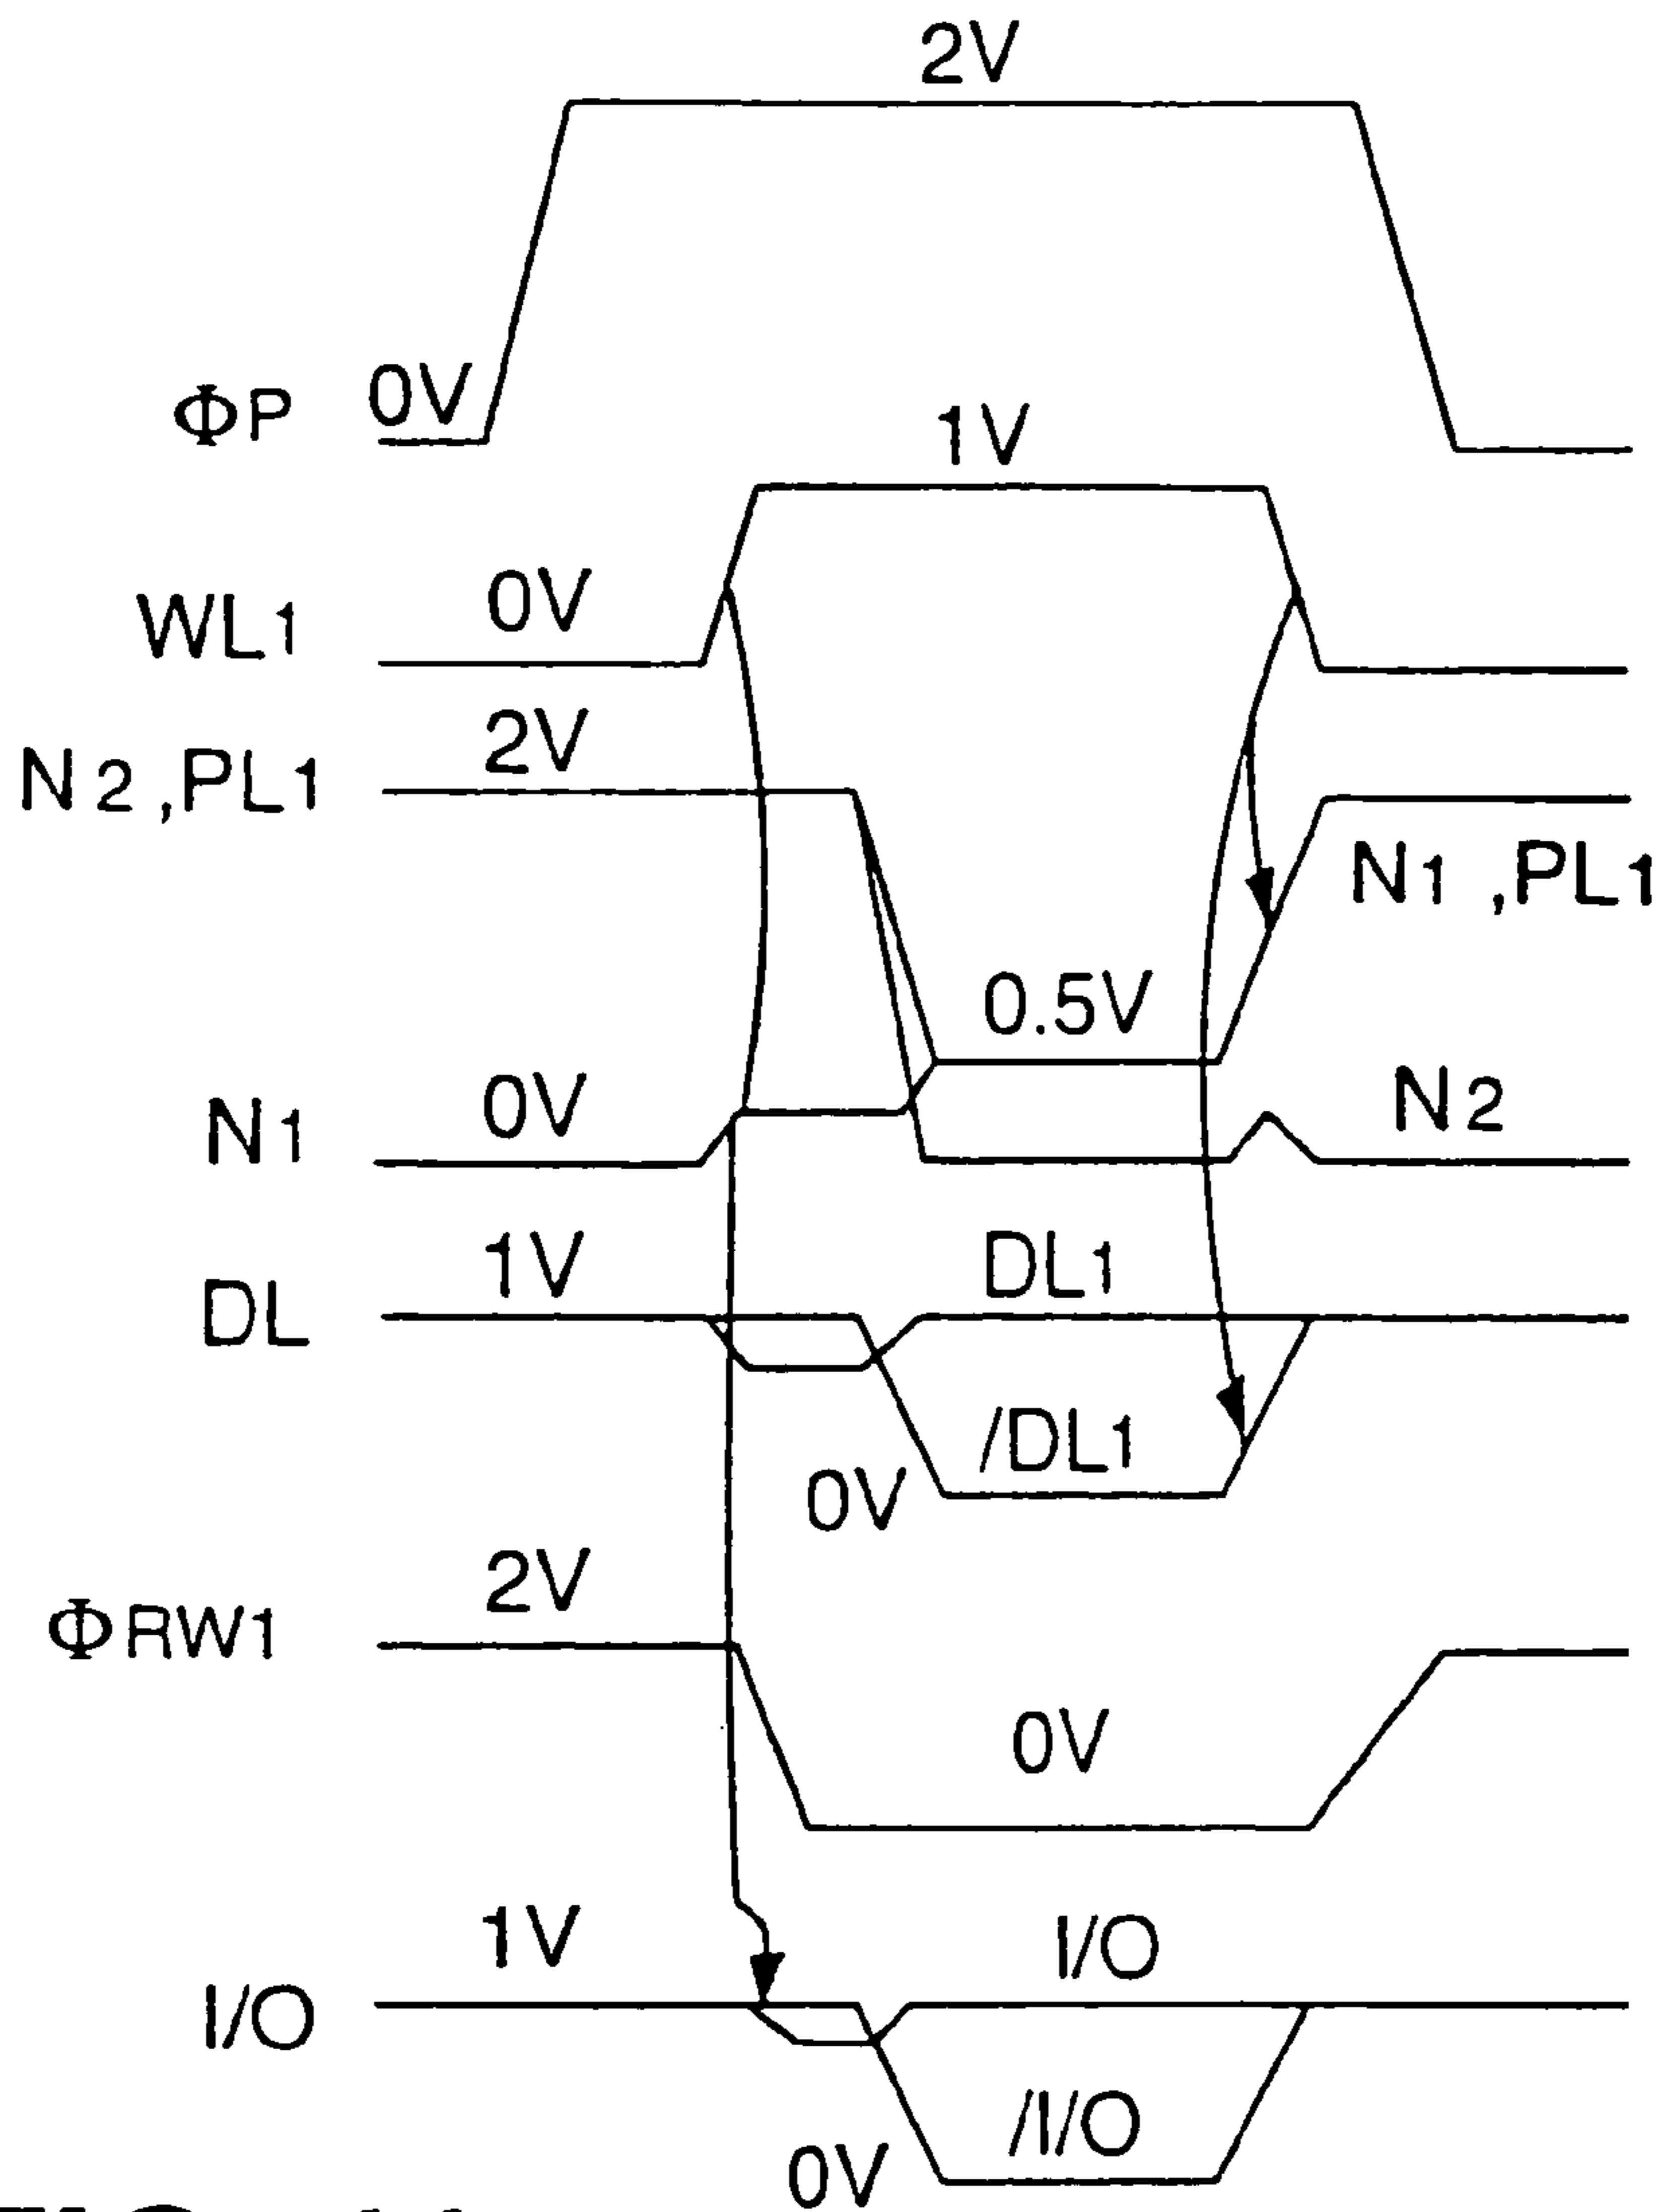 2V
ΦP 0V
1V
WL1 0V
N2,PL1 2V
N1,PL1
0.5V
N1 0V
N2
DL 1V
DL1
/DL1
0V
ΦRW1 2V
0V
I/O 1V
I/O
/I/O
0V